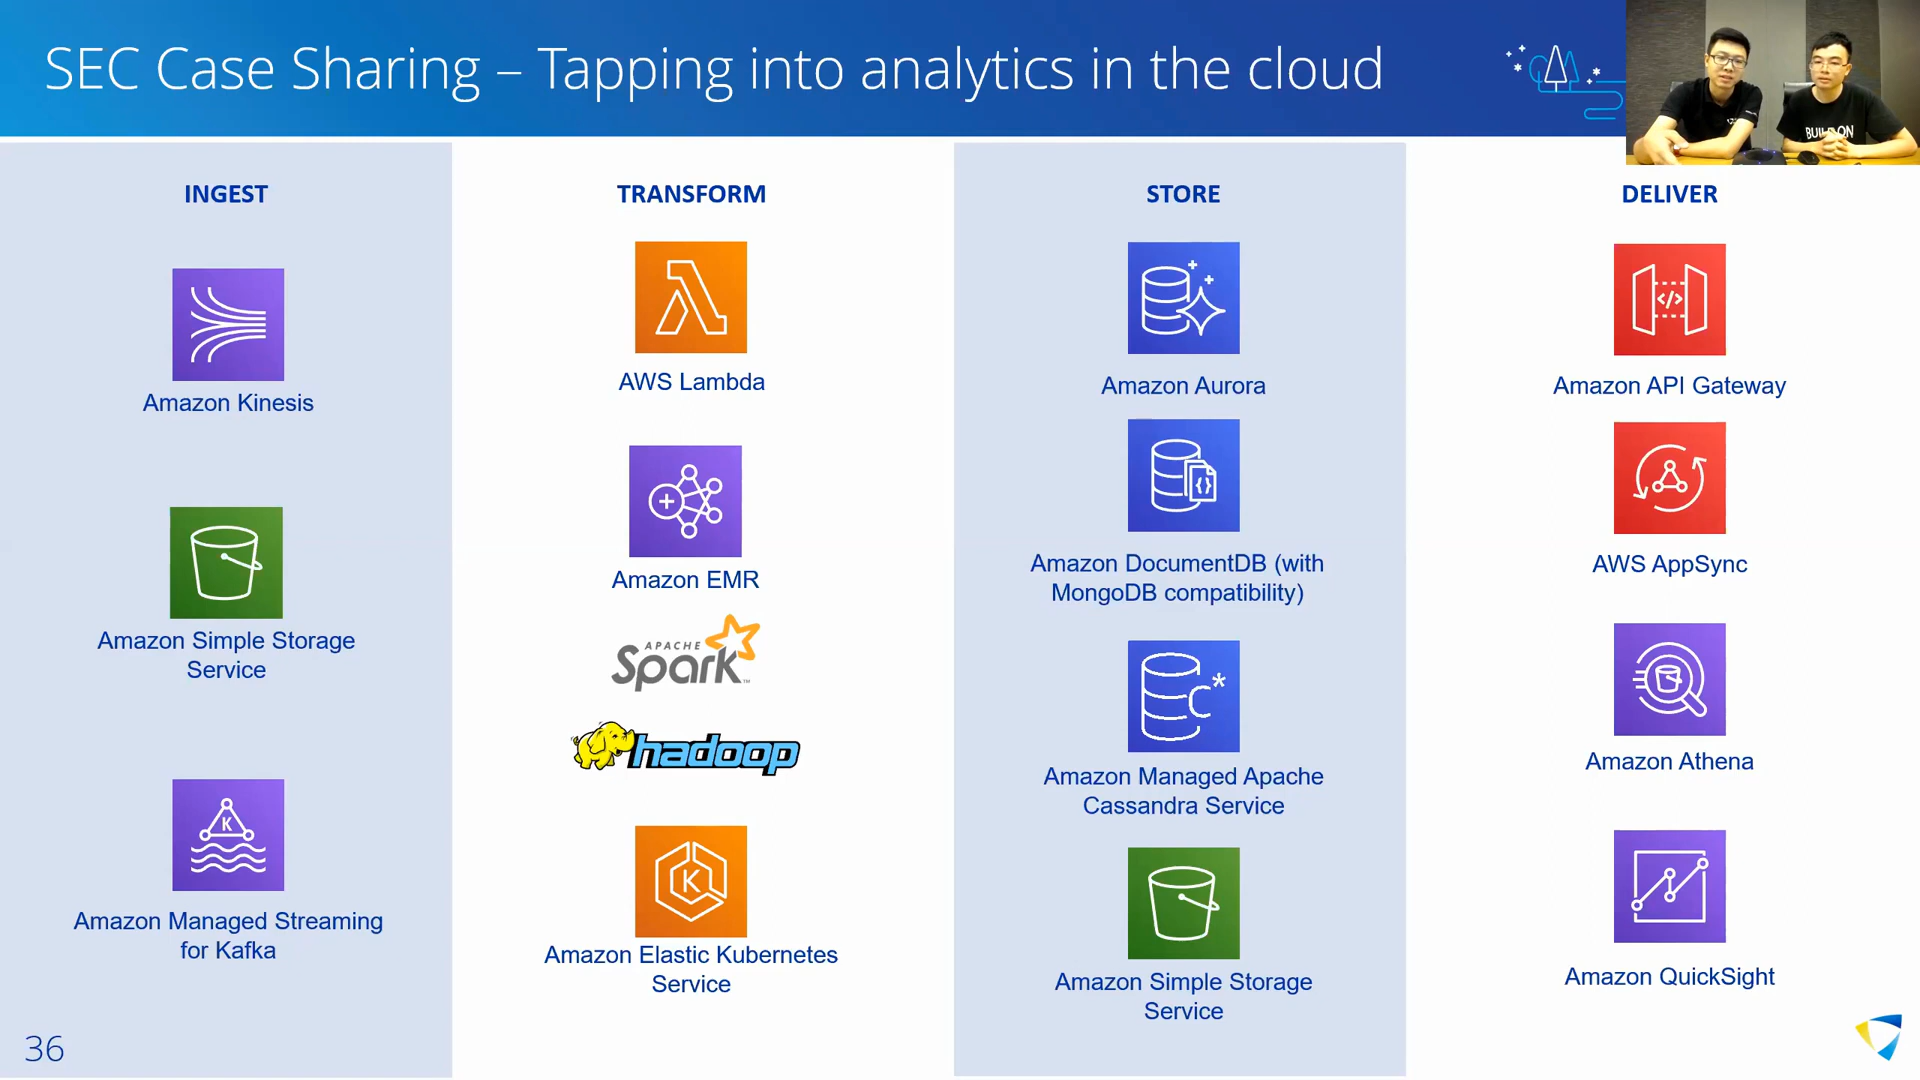 SEC Case Sharing – Tapping into analytics in the cloud
BUILD ON
INGEST
Amazon Kinesis
Amazon Simple Storage
Service
K
Amazon Managed Streaming
for Kafka
TRANSFORM
AWS Lambda
Amazon EMR
APACHE
Spark™
hadoop
K
Amazon Elastic Kubernetes
Service
STORE
Amazon Aurora
{ }
Amazon DocumentDB (with
MongoDB compatibility)
C*
Amazon Managed Apache
Cassandra Service
Amazon Simple Storage
Service
DELIVER
</>
Amazon API Gateway
AWS AppSync
Amazon Athena
Amazon QuickSight
36